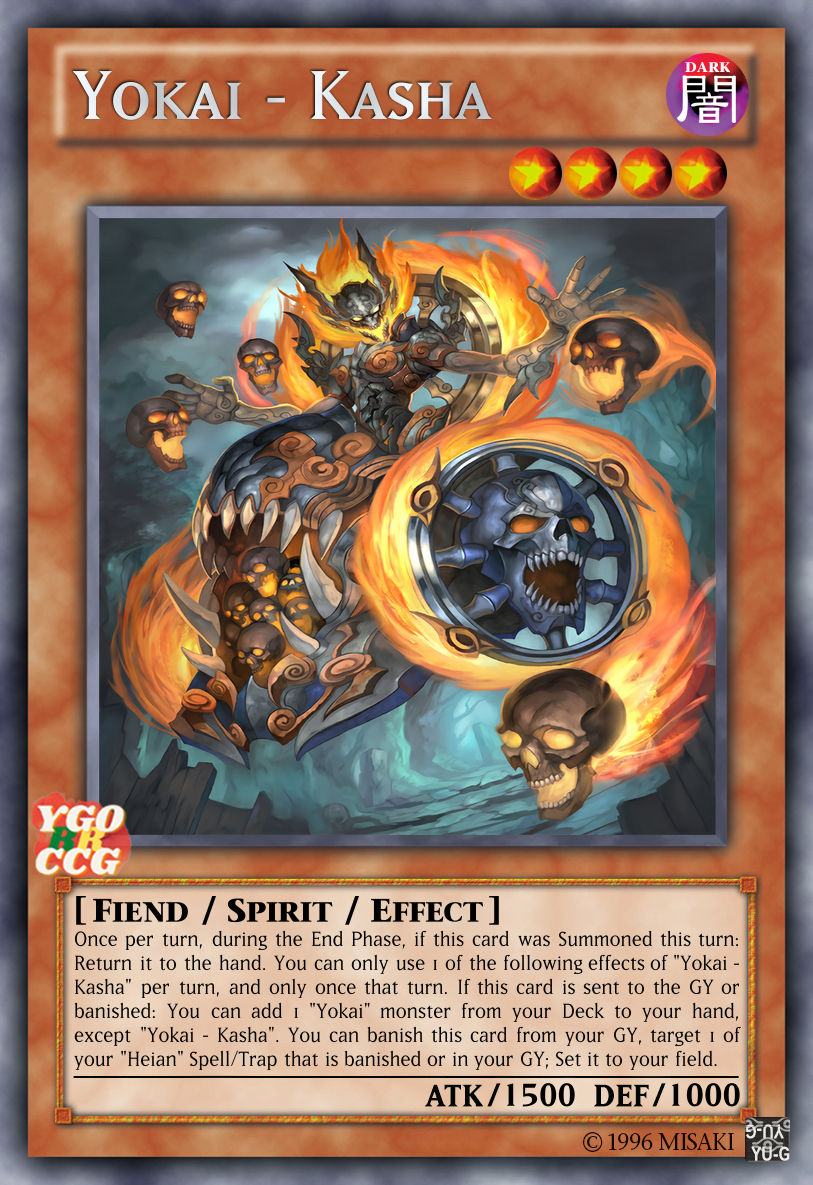 Yokai - Kasha
DARK
闇
YGO
BR
CCG
[ Fiend / Spirit / Effect ]
Once per turn, during the End Phase, if this card was Summoned this turn:
Return it to the hand. You can only use 1 of the following effects of "Yokai -
Kasha" per turn, and only once that turn. If this card is sent to the GY or
banished: You can add 1 "Yokai" monster from your Deck to your hand,
except "Yokai - Kasha". You can banish this card from your GY, target 1 of
your "Heian" Spell/Trap that is banished or in your GY; Set it to your field.
ATK/1500 DEF/1000
© 1996 MISAKI
YU-G
YU-G